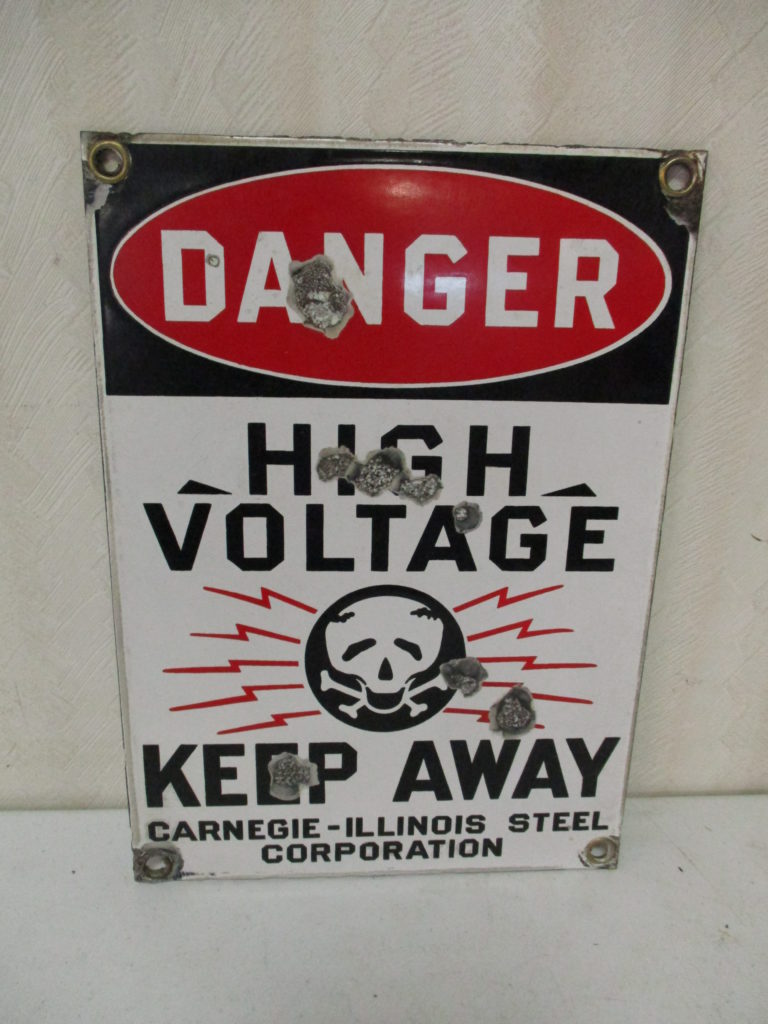 DANGER
HIGH
VOLTAGE
KEEP AWAY
CARNEGIE-ILLINOIS STEEL
CORPORATION